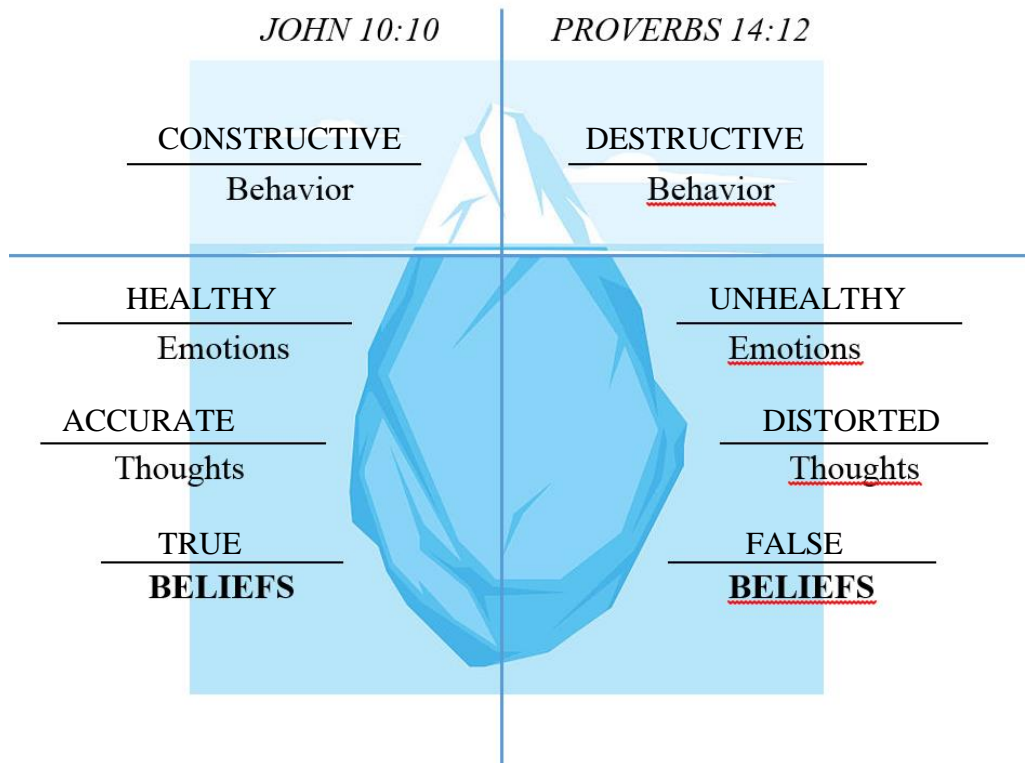 JOHN 10:10
PROVERBS 14:12
CONSTRUCTIVE
Behavior
DESTRUCTIVE
Behavior
HEALTHY
Emotions
UNHEALTHY
Emotions
ACCURATE
Thoughts
DISTORTED
Thoughts
TRUE
BELIEFS
FALSE
BELIEFS